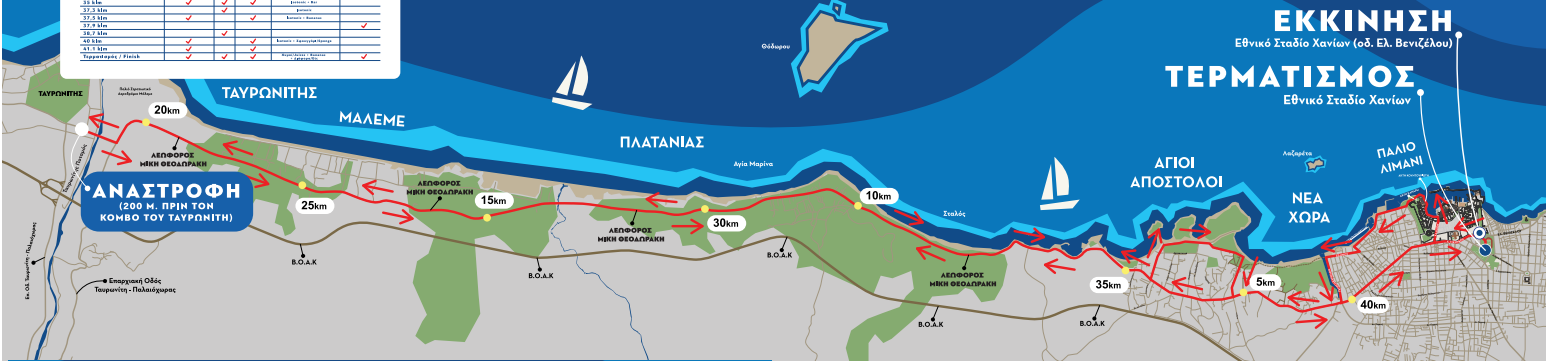 37,5 klm
37,5 klm
37,9 klm
38,7 klm
40 klm
41,1 klm
Τερματισμός / Finish
ΕΚΚΙΝΗΣΗ
Εθνικό Στάδιο Χανίων (οδ. Ελ. Βενιζέλου)
ΤΕΡΜΑΤΙΣΜΟΣ
Εθνικό Στάδιο Χανίων
Θόδωρου
ΤΑΥΡΩΝΙΤΗΣ
ΤΑΥΡΩΝΙΤΗΣ
ΜΑΛΕΜΕ
ΠΛΑΤΑΝΙΑΣ
Αγία Μαρίνα
Σταλός
ΑΓΙΟΙ
ΑΠΟΣΤΟΛΟΙ
Λαζαρέτα
ΠΑΛΙΟ
ΛΙΜΑΝΙ
ΝΕΑ
ΧΩΡΑ
20km
ΛΕΩΦΟΡΟΣ
ΜΙΚΗ ΘΕΟΔΩΡΑΚΗ
ΑΝΑΣΤΡΟΦΗ
(200 Μ. ΠΡΙΝ ΤΟΝ
ΚΟΜΒΟ ΤΟΥ ΤΑΥΡΩΝΙΤΗ)
25km
ΛΕΩΦΟΡΟΣ
ΜΙΚΗ ΘΕΟΔΩΡΑΚΗ
15km
ΛΕΩΦΟΡΟΣ
ΜΙΚΗ ΘΕΟΔΩΡΑΚΗ
30km
10km
ΛΕΩΦΟΡΟΣ
ΜΙΚΗ ΘΕΟΔΩΡΑΚΗ
35km
5km
40km
Β.Ο.Α.Κ
Β.Ο.Α.Κ
Β.Ο.Α.Κ
Β.Ο.Α.Κ
Β.Ο.Α.Κ
Επαρχιακή Οδός
Ταυρωνίτη - Παλαιόχωρας